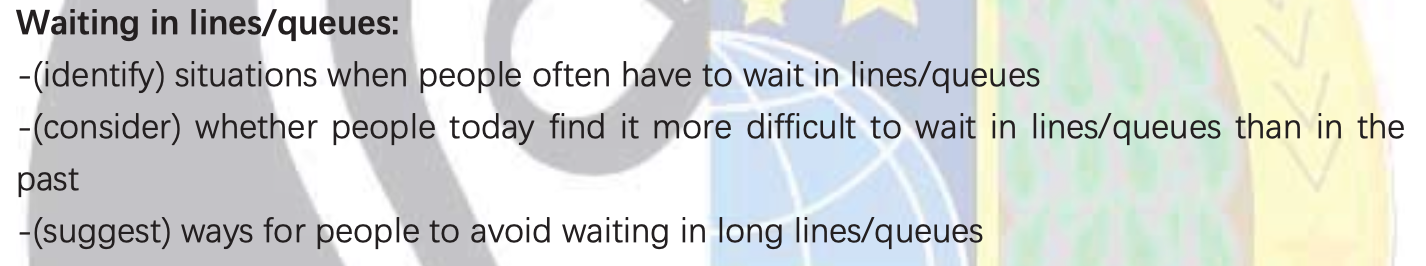 Waiting in lines/queues:
-(identify) situations when people often have to wait in lines/queues
-(consider) whether people today find it more difficult to wait in lines/queues than in the
past
-(suggest) ways for people to avoid waiting in long lines/queues